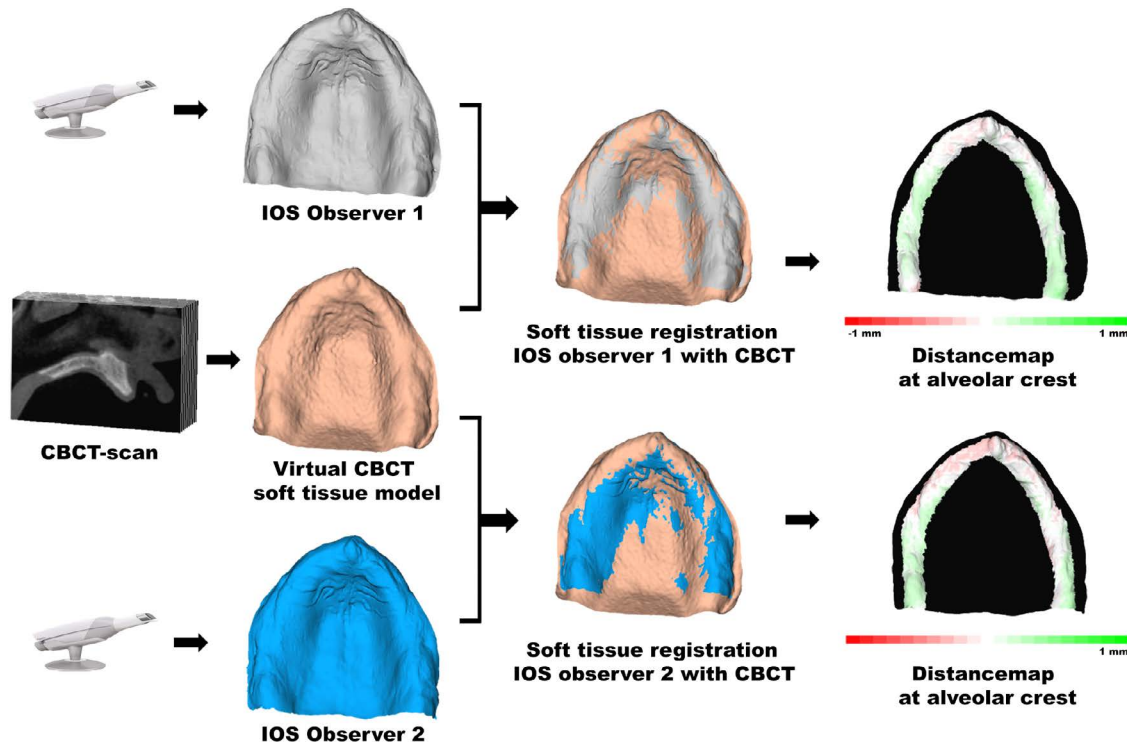 IOS Observer 1
CBCT-scan
Virtual CBCT
soft tissue model
IOS Observer 2
Soft tissue registration
IOS observer 1 with CBCT
-1 mm
1 mm
Distancemap
at alveolar crest
Soft tissue registration
IOS observer 2 with CBCT
1 mm
Distancemap
at alveolar crest